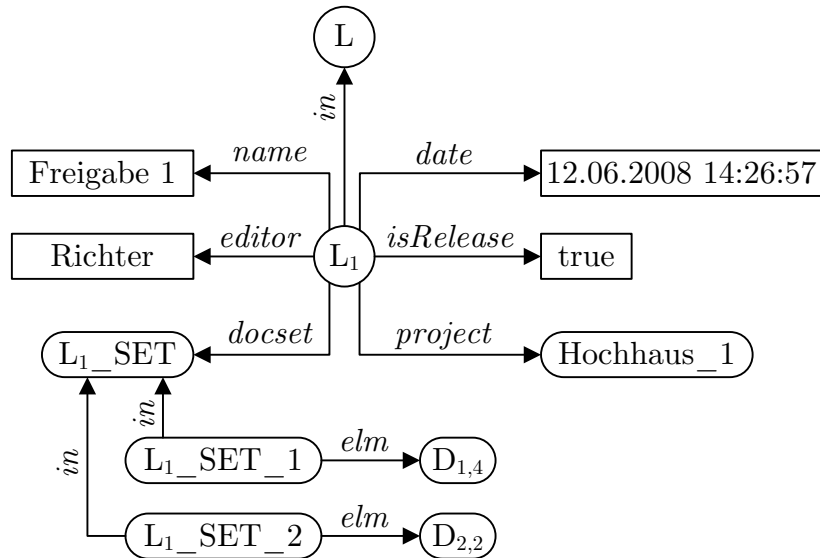 L
in
name
date
Freigabe 1
12.06.2008 14:26:57
editor
isRelease
Richter
L₁
true
docset
project
L₁_SET
Hochhaus_1
in
in
L₁_SET_1
elm
D₁,₄
L₁_SET_2
elm
D₂,₂